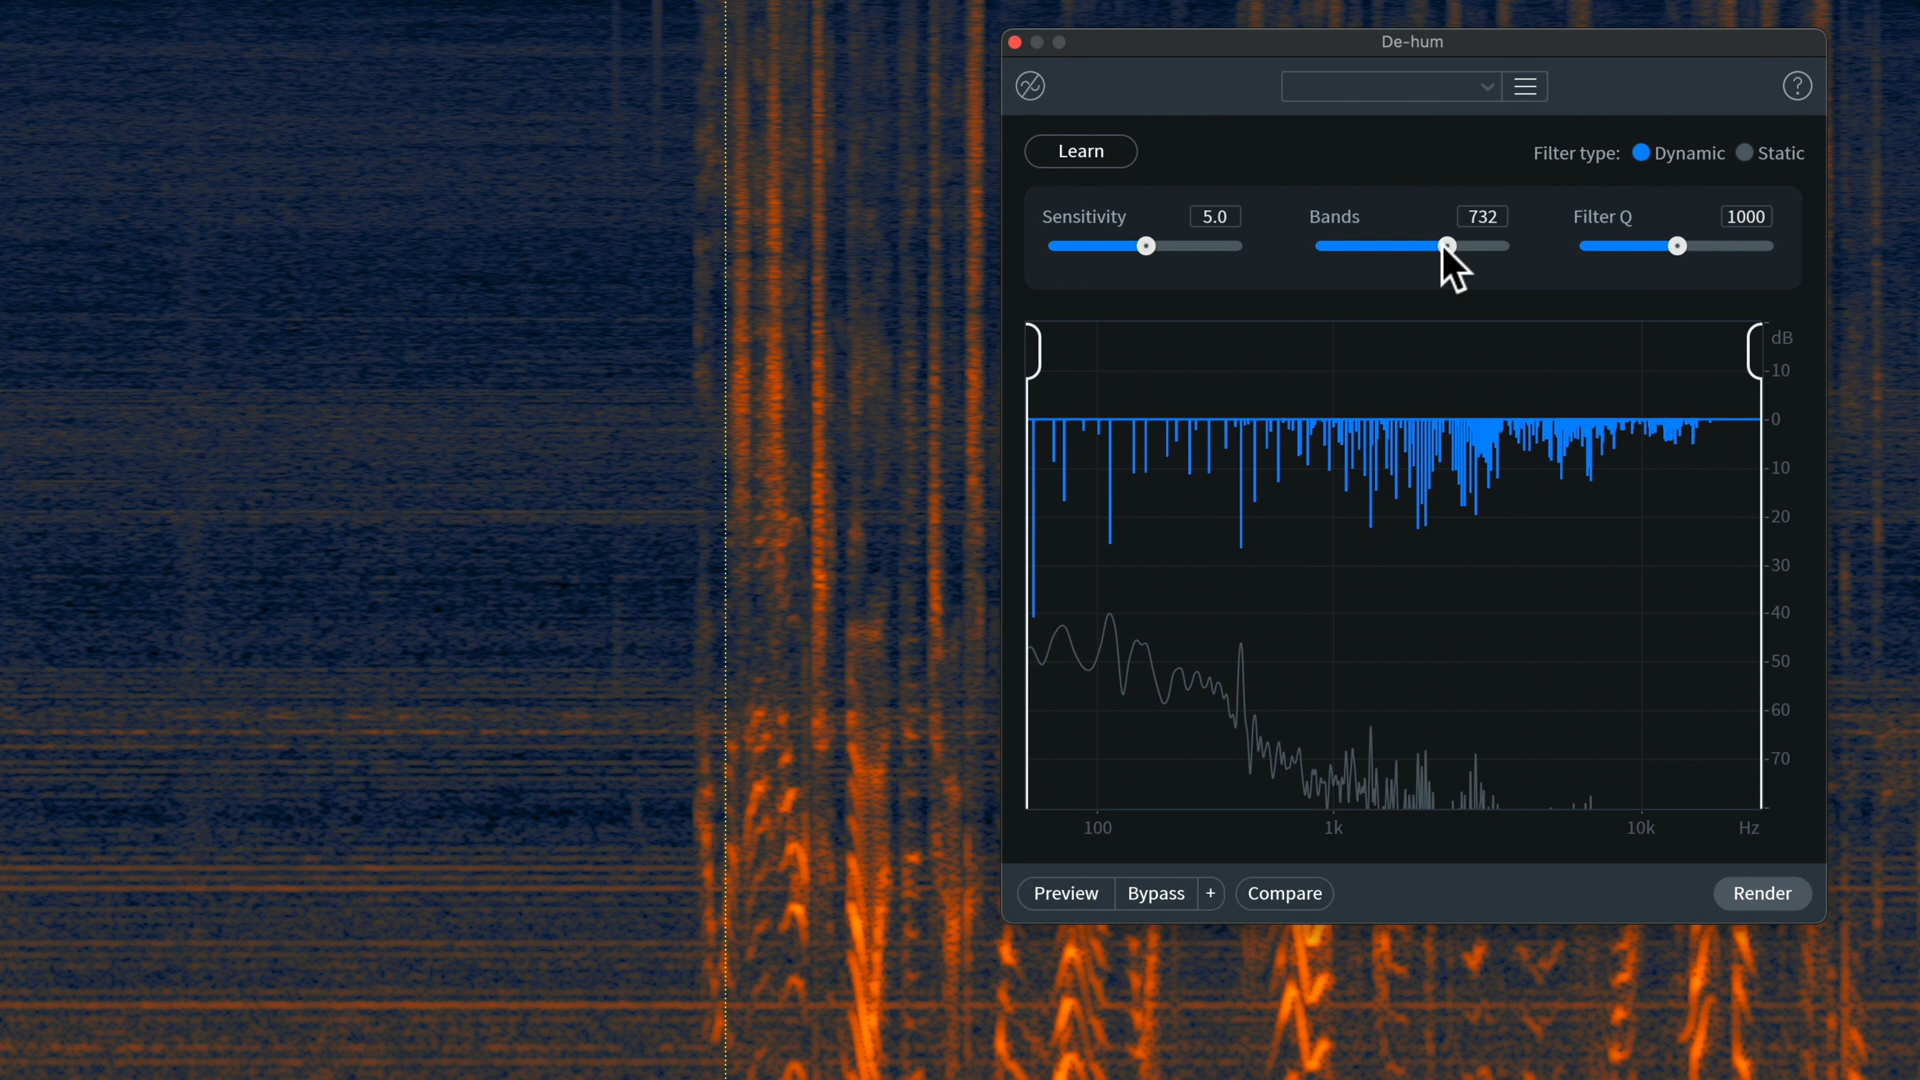 De-hum
?
Learn
Filter type: Dynamic Static
Sensitivity 5.0 Bands 732 Filter Q 1000
dB
-10
-0
-10
-20
-30
-40
-50
-60
-70
100 1k 10k Hz
Preview Bypass + Compare Render